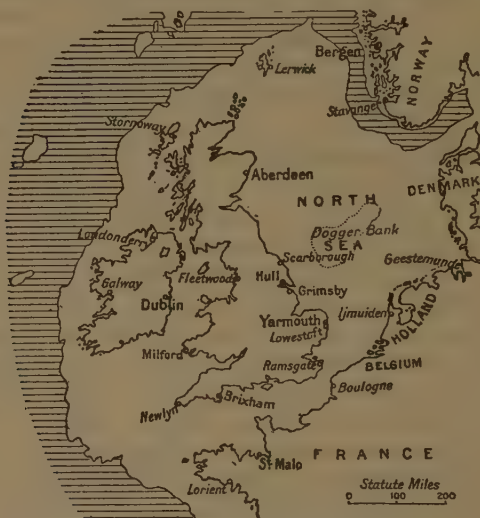 Bergen
NORWAY
Lerwick
Stavanger
Stornoway
Aberdeen
NORTH
DENMARK
Dogger Bank
SEA
Londonderry
Scarborough
Geestemund
Galway
Fleetwood
Hull
Grimsby
Ijmuiden
HOLLAND
Dublin
Yarmouth
Lowestoft
Milford
Ramsgate
BELGIUM
Boulogne
Newlyn
Brixham
St Malo
FRANCE
Lorient
Statute Miles
0 100 200